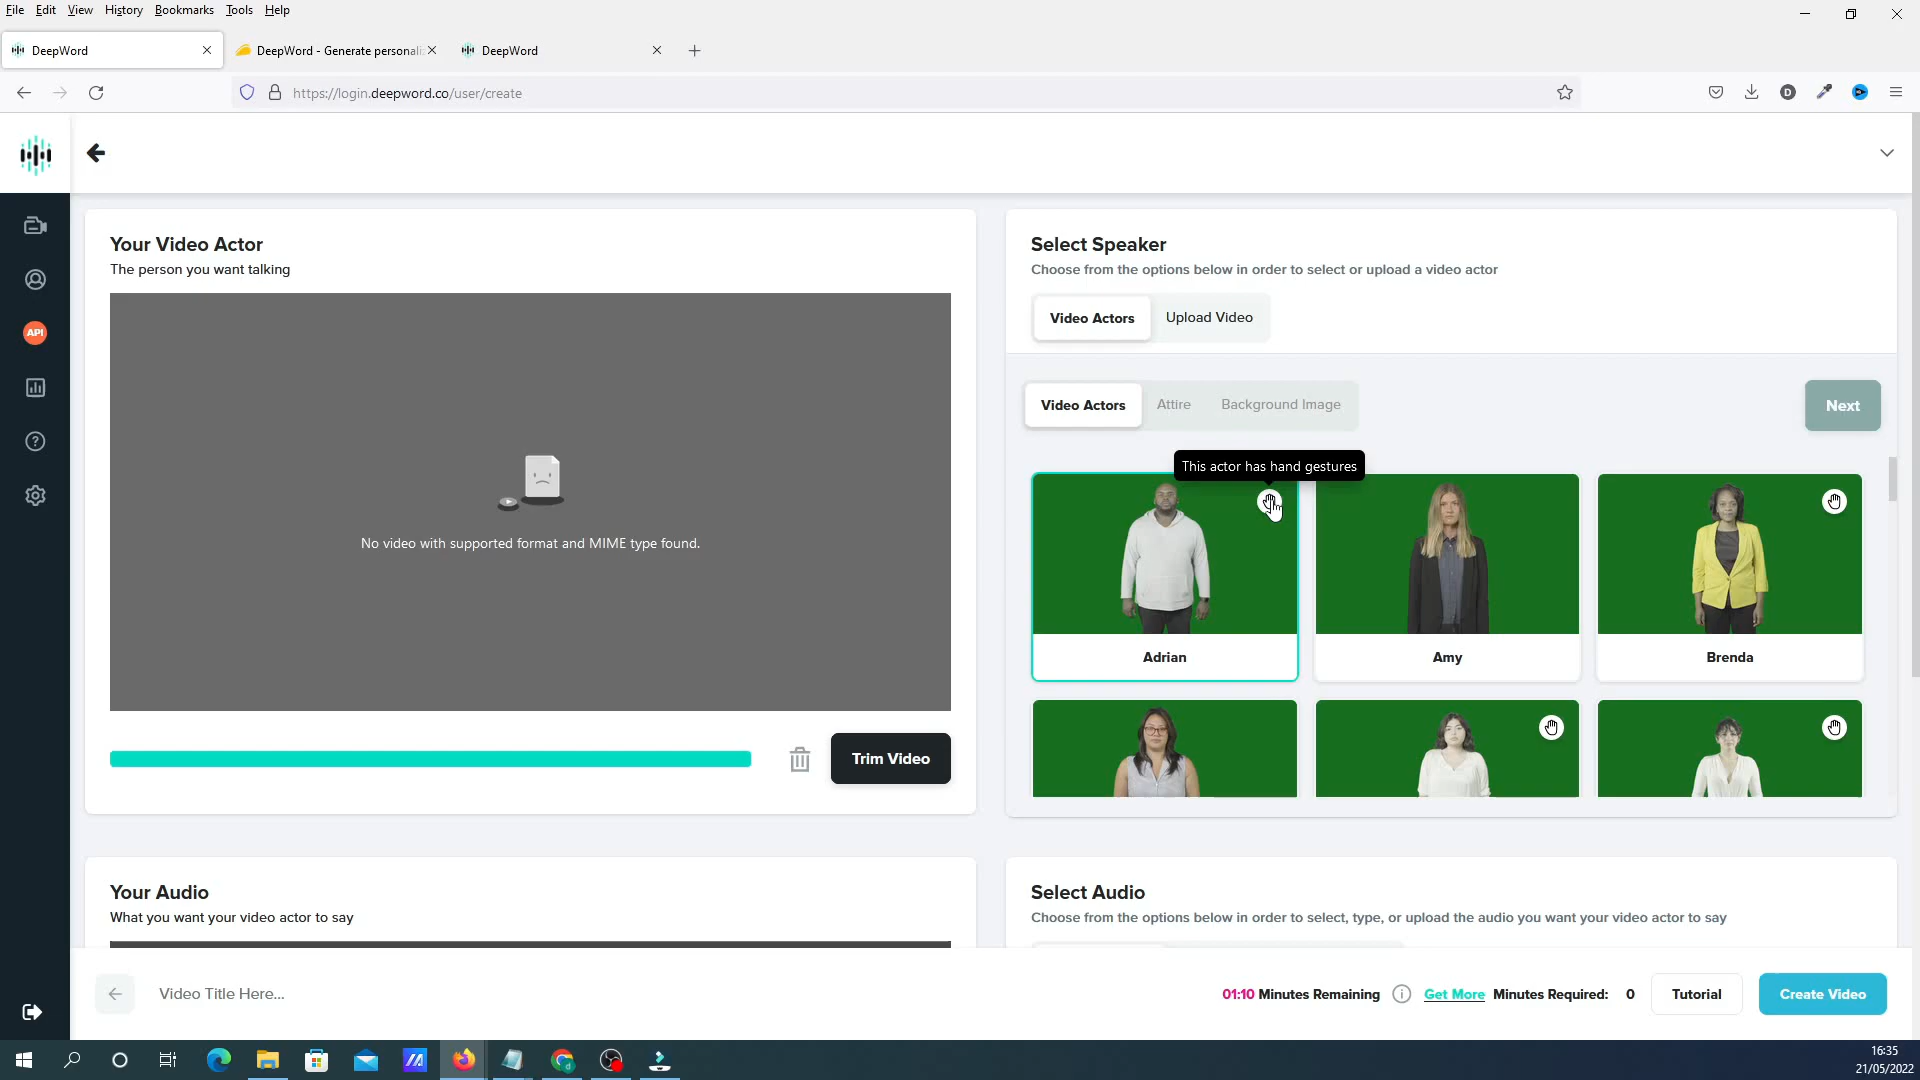 File Edit View History Bookmarks Tools Help
DeepWord
DeepWord - Generate personali
DeepWord
https://login.deepword.co/user/create
D
API
Your Video Actor
The person you want talking
No video with supported format and MIME type found.
Trim Video
Select Speaker
Choose from the options below in order to select or upload a video actor
Video Actors
Upload Video
Video Actors
Attire
Background Image
Next
This actor has hand gestures
Adrian
Amy
Brenda
Your Audio
What you want your video actor to say
Select Audio
Choose from the options below in order to select, type, or upload the audio you want your video actor to say
Video Title Here...
01:10 Minutes Remaining
Get More
Minutes Required: 0
Tutorial
Create Video
16:35
21/05/2022